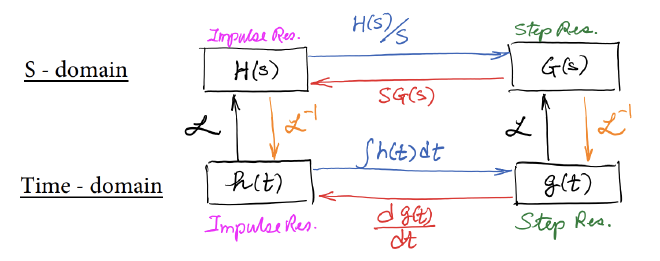 Impulse Res.
H(s)/S
Step Res.
S - domain
H(s)
G(s)
SG(s)
ℒ
ℒ⁻¹
ℒ
ℒ⁻¹
∫h(t)dt
Time - domain
h(t)
g(t)
Impulse Res.
d g(t)
dt
Step Res.